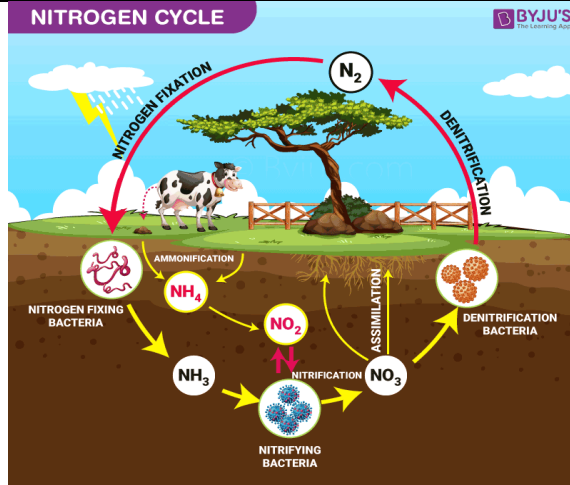 NITROGEN CYCLE
BYJU'S
The Learning App
N₂
NITROGEN FIXATION
DENITRIFICATION
AMMONIFICATION
NH₄
NITROGEN FIXING
BACTERIA
NO₂
ASSIMILATION
DENITRIFICATION
BACTERIA
NH₃
NITRIFICATION
NO₃
NITRIFYING
BACTERIA